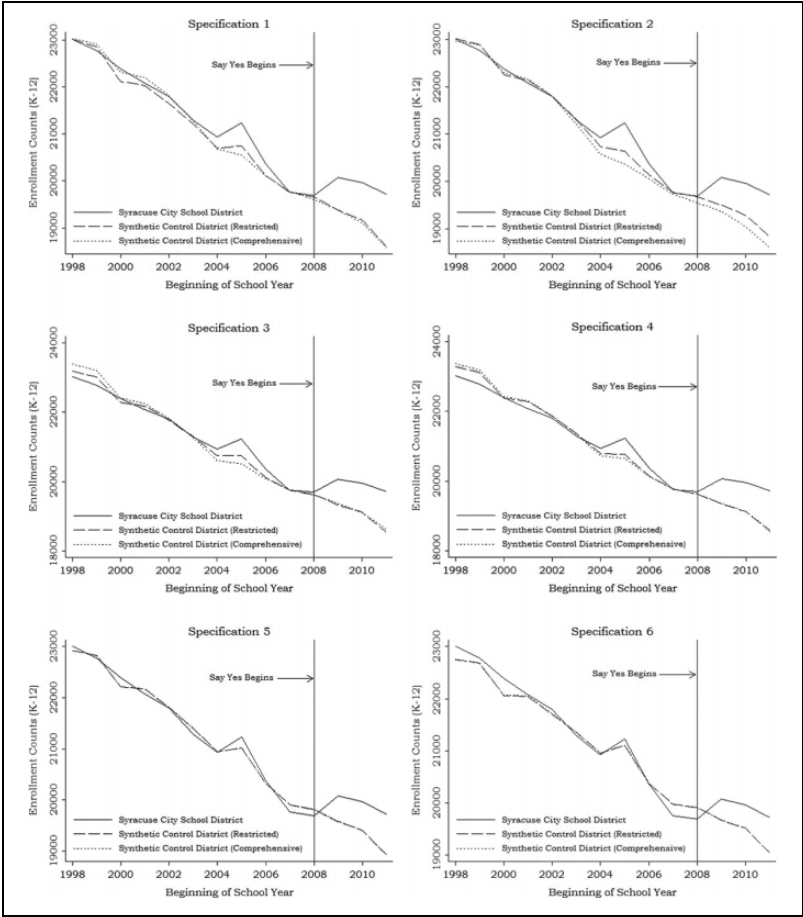 Specification 1
Enrollment Counts (K-12)
23000
22000
21000
20000
19000
Say Yes Begins
Syracuse City School District
Synthetic Control District (Restricted)
Synthetic Control District (Comprehensive)
1998 2000 2002 2004 2006 2008 2010
Beginning of School Year
Specification 2
Enrollment Counts (K-12)
23000
22000
21000
20000
19000
Say Yes Begins
Syracuse City School District
Synthetic Control District (Restricted)
Synthetic Control District (Comprehensive)
1998 2000 2002 2004 2006 2008 2010
Beginning of School Year
Specification 3
Enrollment Counts (K-12)
24000
22000
20000
18000
Say Yes Begins
Syracuse City School District
Synthetic Control District (Restricted)
Synthetic Control District (Comprehensive)
1998 2000 2002 2004 2006 2008 2010
Beginning of School Year
Specification 4
Enrollment Counts (K-12)
24000
22000
20000
18000
Say Yes Begins
Syracuse City School District
Synthetic Control District (Restricted)
Synthetic Control District (Comprehensive)
1998 2000 2002 2004 2006 2008 2010
Beginning of School Year
Specification 5
Enrollment Counts (K-12)
23000
22000
21000
20000
19000
Say Yes Begins
Syracuse City School District
Synthetic Control District (Restricted)
Synthetic Control District (Comprehensive)
1998 2000 2002 2004 2006 2008 2010
Beginning of School Year
Specification 6
Enrollment Counts (K-12)
23000
22000
21000
20000
19000
Say Yes Begins
Syracuse City School District
Synthetic Control District (Restricted)
Synthetic Control District (Comprehensive)
1998 2000 2002 2004 2006 2008 2010
Beginning of School Year